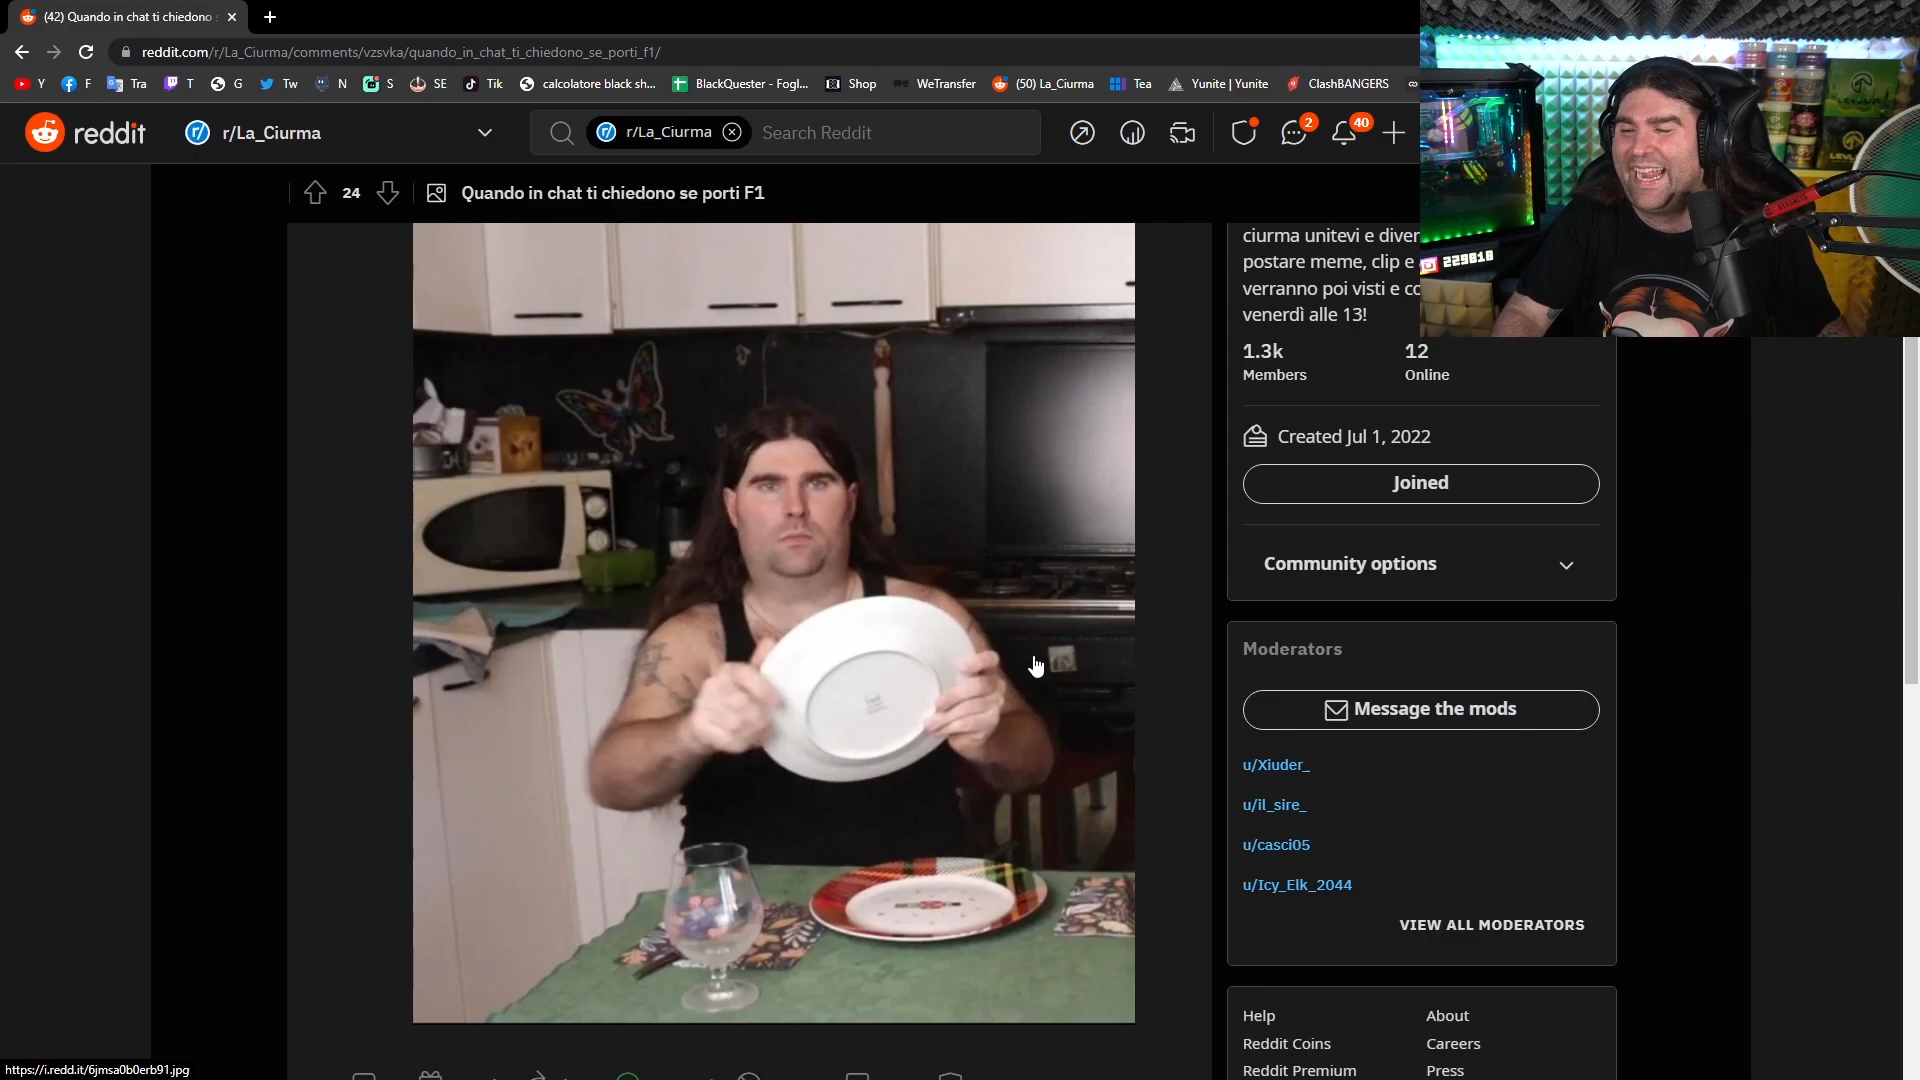 (42) Quando in chat ti chiedono
reddit.com/r/La_Ciurma/comments/vzsvka/quando_in_chat_ti_chiedono_se_porti_f1/
Y F Tra T G Tw N S SE Tik calcolatore black sh... BlackQuester - Fogl... Shop WeTransfer (50) La_Ciurma Tea Yunite | Yunite ClashBANGERS
reddit r/La_Ciurma r/La_Ciurma Search Reddit 2 40
24 Quando in chat ti chiedono se porti F1
ciurma unitevi e diver
postare meme, clip e
verranno poi visti e co
venerdì alle 13!
229818
1.3k 12
Members Online
Created Jul 1, 2022
Joined
Community options
Moderators
Message the mods
u/Xiuder_
u/il_sire_
u/casci05
u/Icy_Elk_2044
VIEW ALL MODERATORS
Help About
Reddit Coins Careers
Reddit Premium Press
https://i.redd.it/6jmsa0b0erb91.jpg